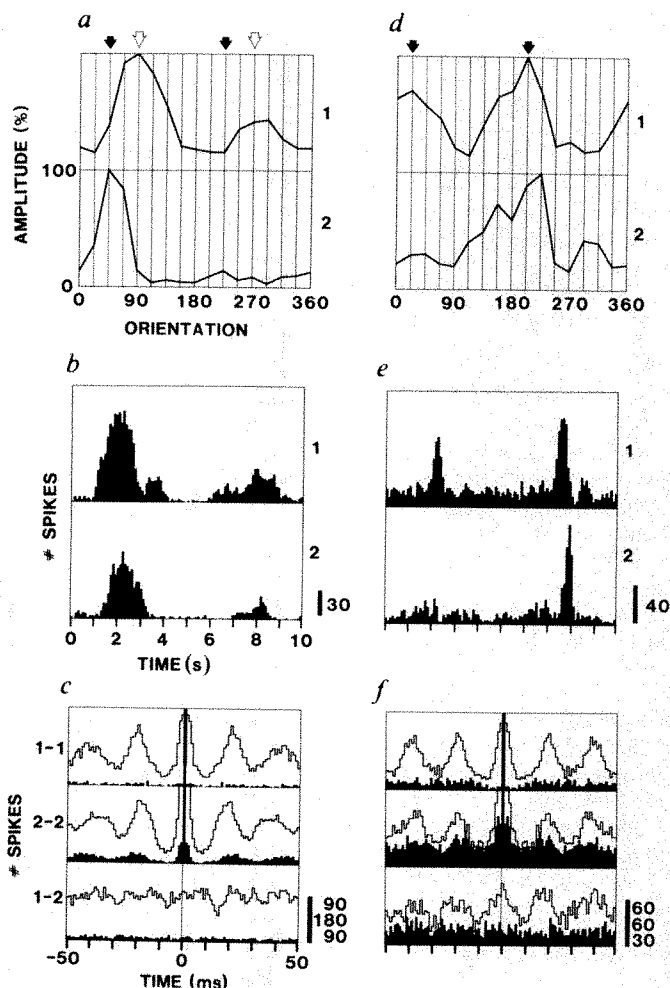 a
d
AMPLITUDE (%)
1
1
100
2
2
0
0 90 180 270 360
0 90 180 270 360
ORIENTATION
b
e
# SPIKES
1
1
2
2
30
40
0 2 4 6 8 10
TIME (s)
c
f
# SPIKES
1-1
2-2
1-2
90
180
90
60
60
30
-50 0 50
TIME (ms)